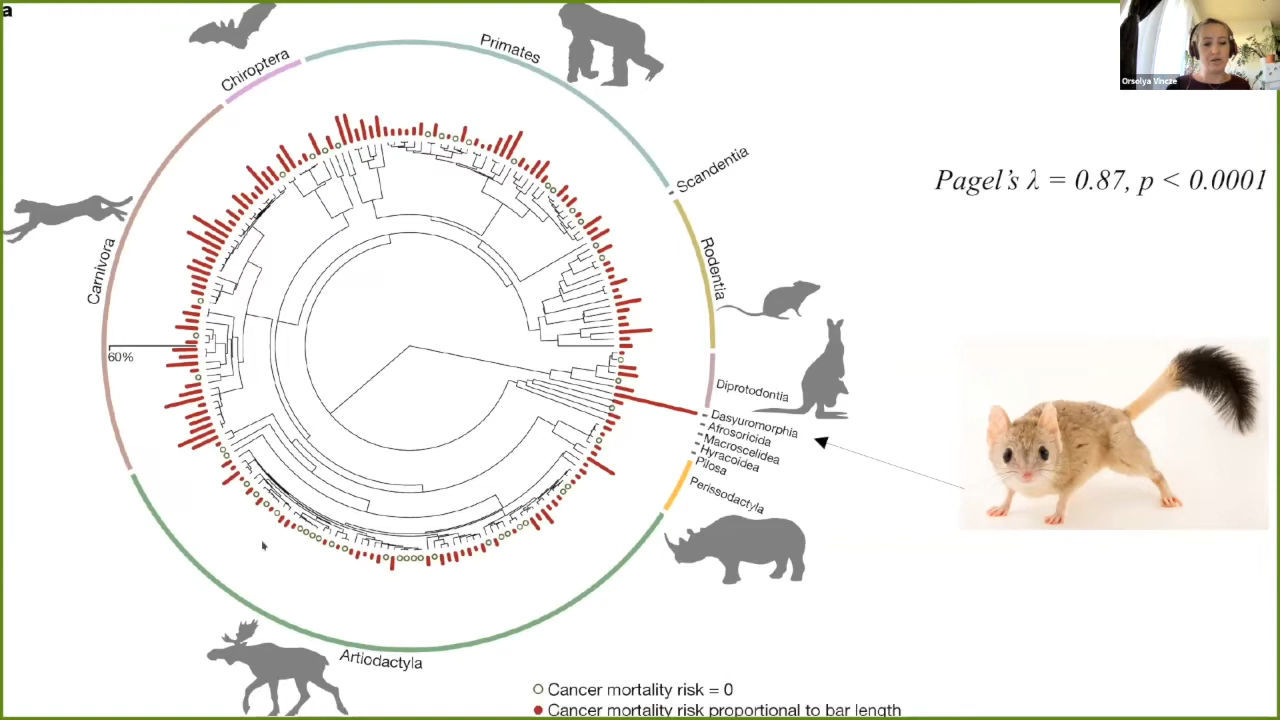 a
Chiroptera
Primates
Scandentia
Carnivora
Rodentia
60%
Diprotodontia
Dasyuromorphia
Afrosoricida
Macroscelidea
Hyracoidea
Pilosa
Perissodactyla
Artiodactyla
Cancer mortality risk = 0
Cancer mortality risk proportional to bar length
Pagel's λ = 0.87, p < 0.0001
Orsolya Vincze